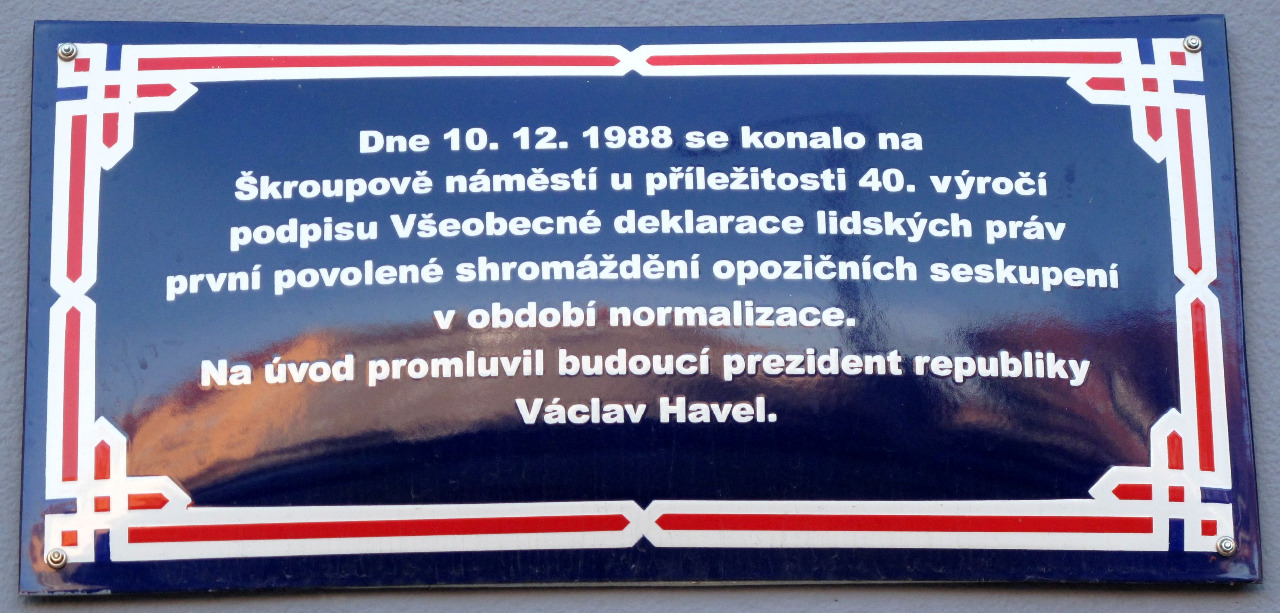 Dne 10. 12. 1988 se konalo na
Škroupově náměstí u příležitosti 40. výročí
podpisu Všeobecné deklarace lidských práv
první povolené shromáždění opozičních seskupení
v období normalizace.
Na úvod promluvil budoucí prezident republiky
Václav Havel.